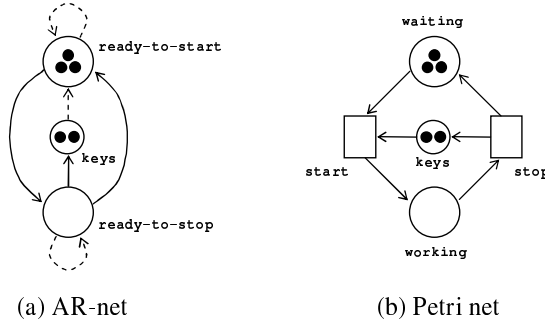 waiting
ready-to-start
keys
keys
start
stop
ready-to-stop
working
(a) AR-net
(b) Petri net